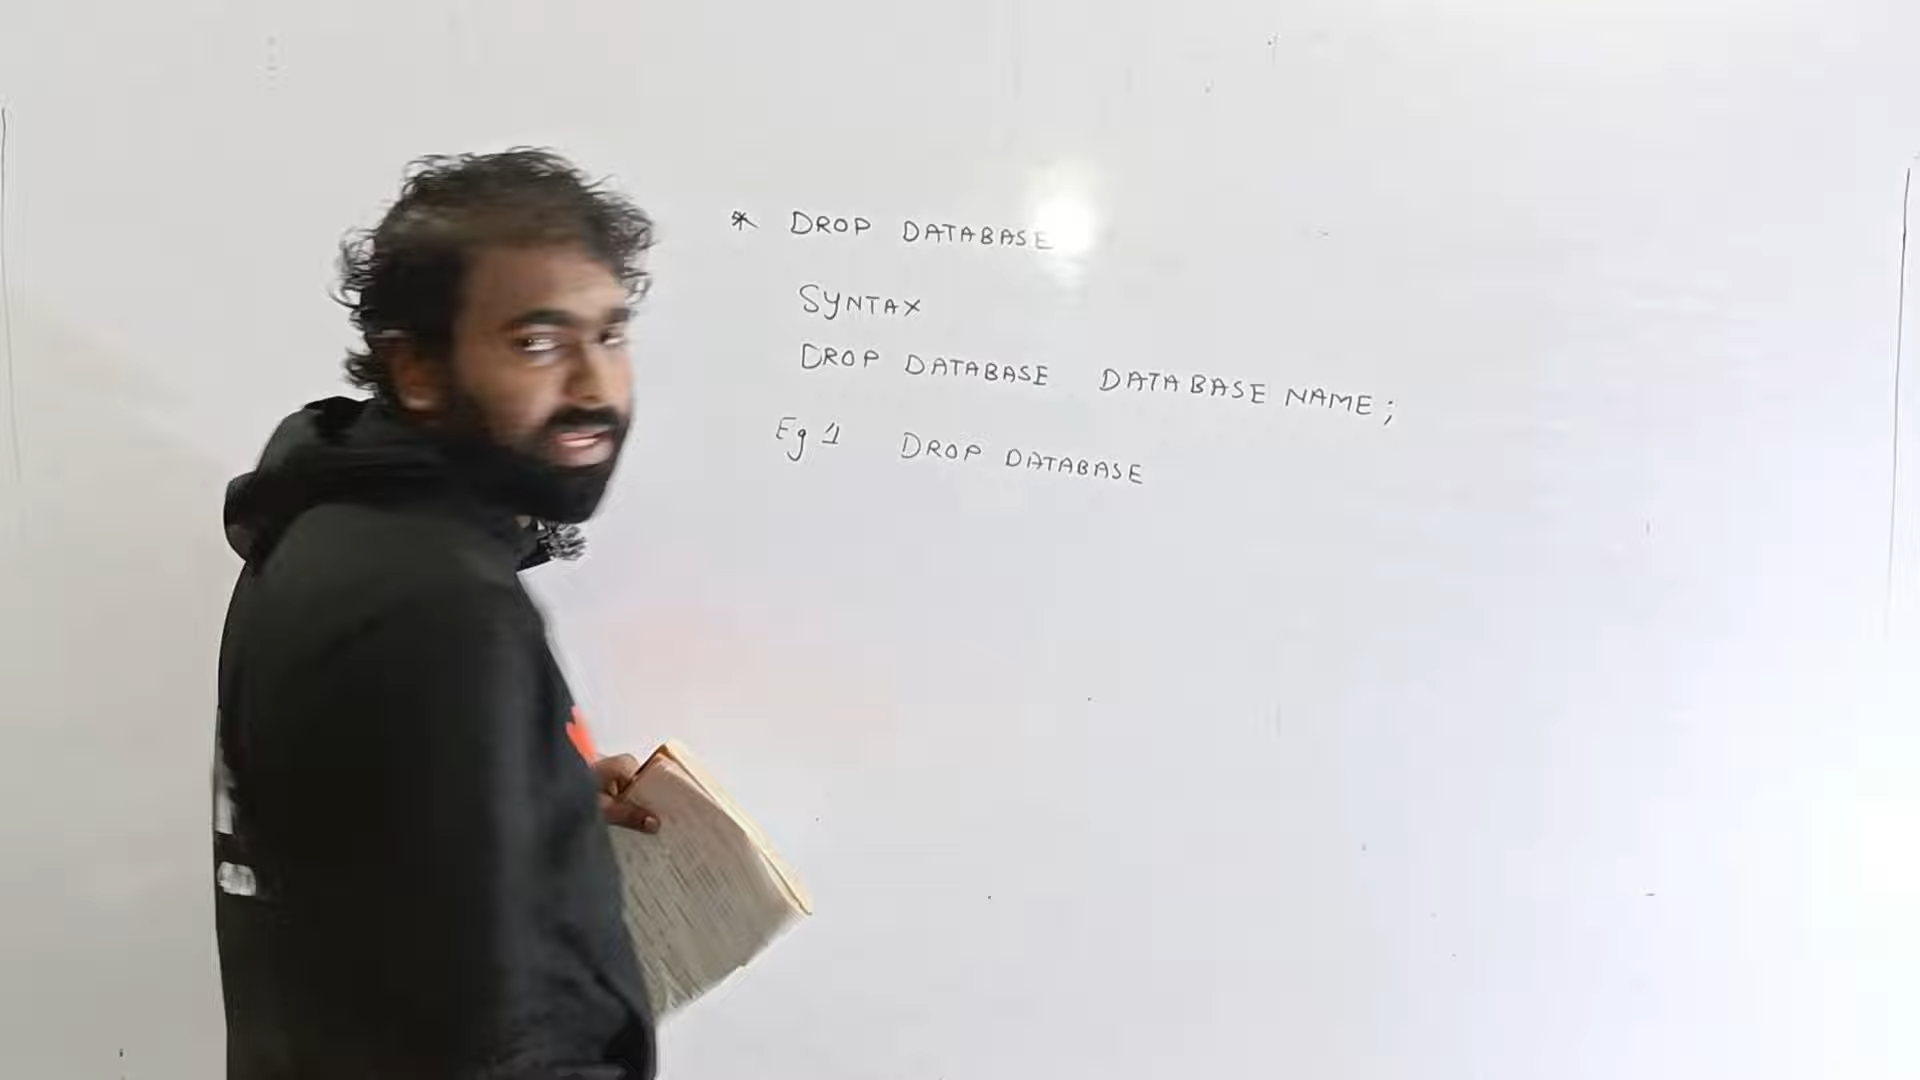 * DROP DATABASE
SYNTAX
DROP DATABASE DATABASE NAME;
Eg 1 DROP DATABASE